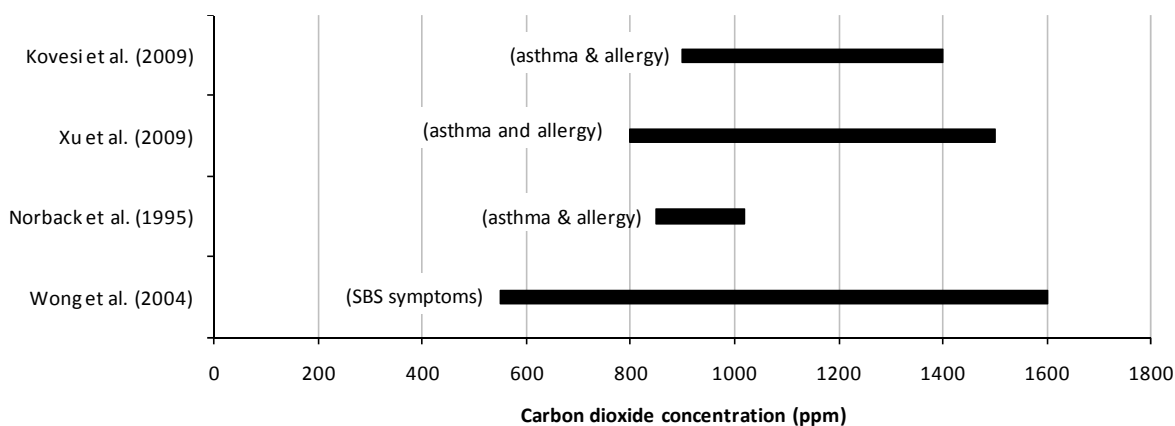 Kovesi et al. (2009)
(asthma & allergy)
Xu et al. (2009)
(asthma and allergy)
Norback et al. (1995)
(asthma & allergy)
Wong et al. (2004)
(SBS symptoms)
0 200 400 600 800 1000 1200 1400 1600 1800
Carbon dioxide concentration (ppm)